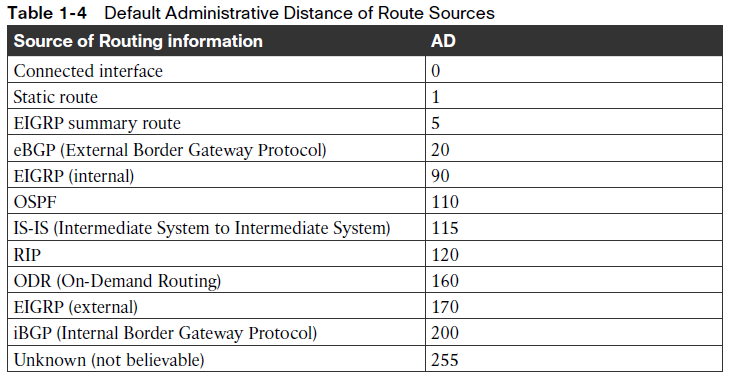 Table 1-4 Default Administrative Distance of Route Sources
Source of Routing information AD
Connected interface 0
Static route 1
EIGRP summary route 5
eBGP (External Border Gateway Protocol) 20
EIGRP (internal) 90
OSPF 110
IS-IS (Intermediate System to Intermediate System) 115
RIP 120
ODR (On-Demand Routing) 160
EIGRP (external) 170
iBGP (Internal Border Gateway Protocol) 200
Unknown (not believable) 255